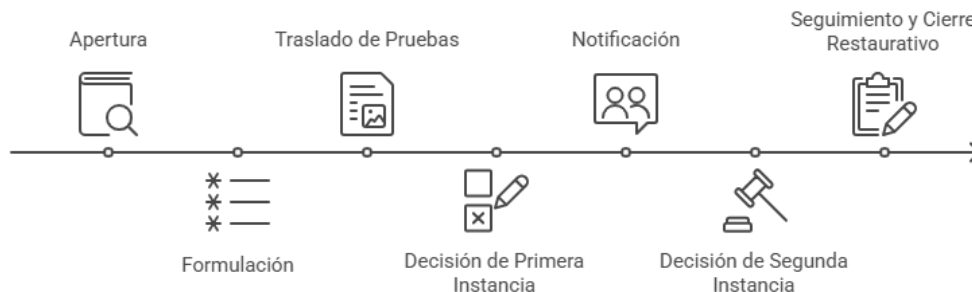 Apertura
Traslado de Pruebas
Notificación
Seguimiento y Cierre
Restaurativo
Formulación
Decisión de Primera
Instancia
Decisión de Segunda
Instancia